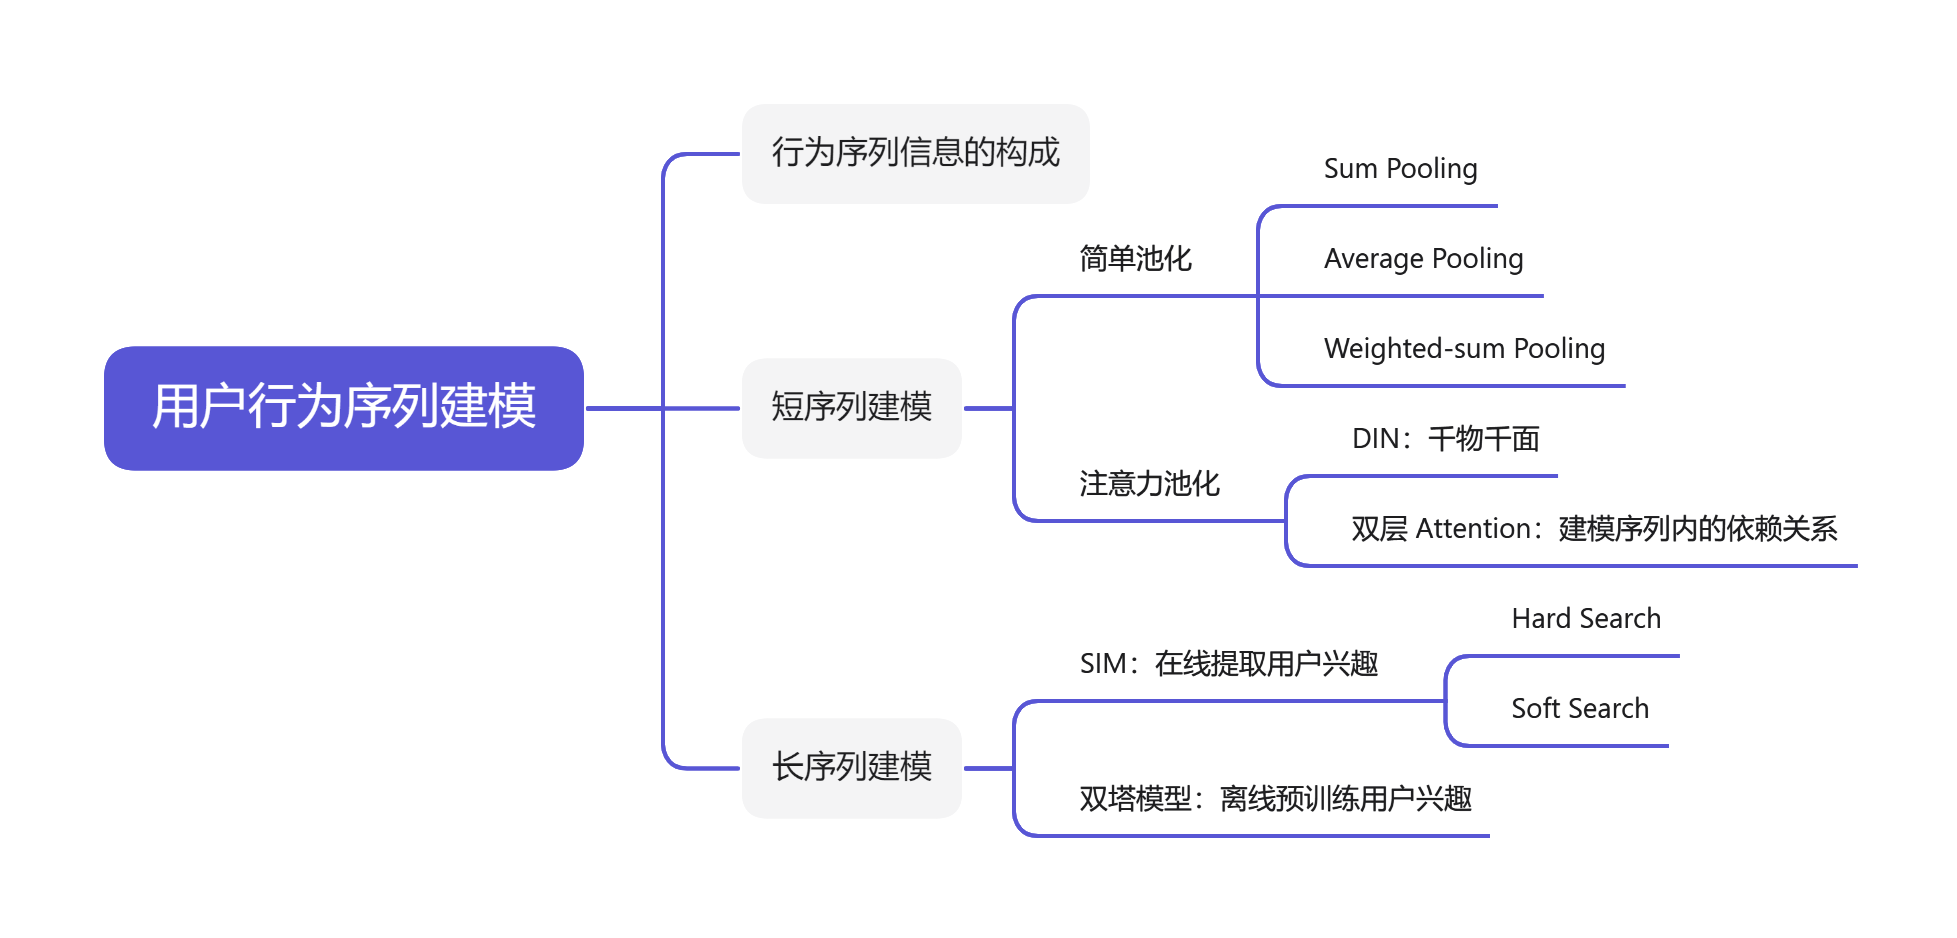 用户行为序列建模
行为序列信息的构成
短序列建模
简单池化
Sum Pooling
Average Pooling
Weighted-sum Pooling
注意力池化
DIN：千物千面
双层 Attention：建模序列内的依赖关系
长序列建模
SIM：在线提取用户兴趣
Hard Search
Soft Search
双塔模型：离线预训练用户兴趣